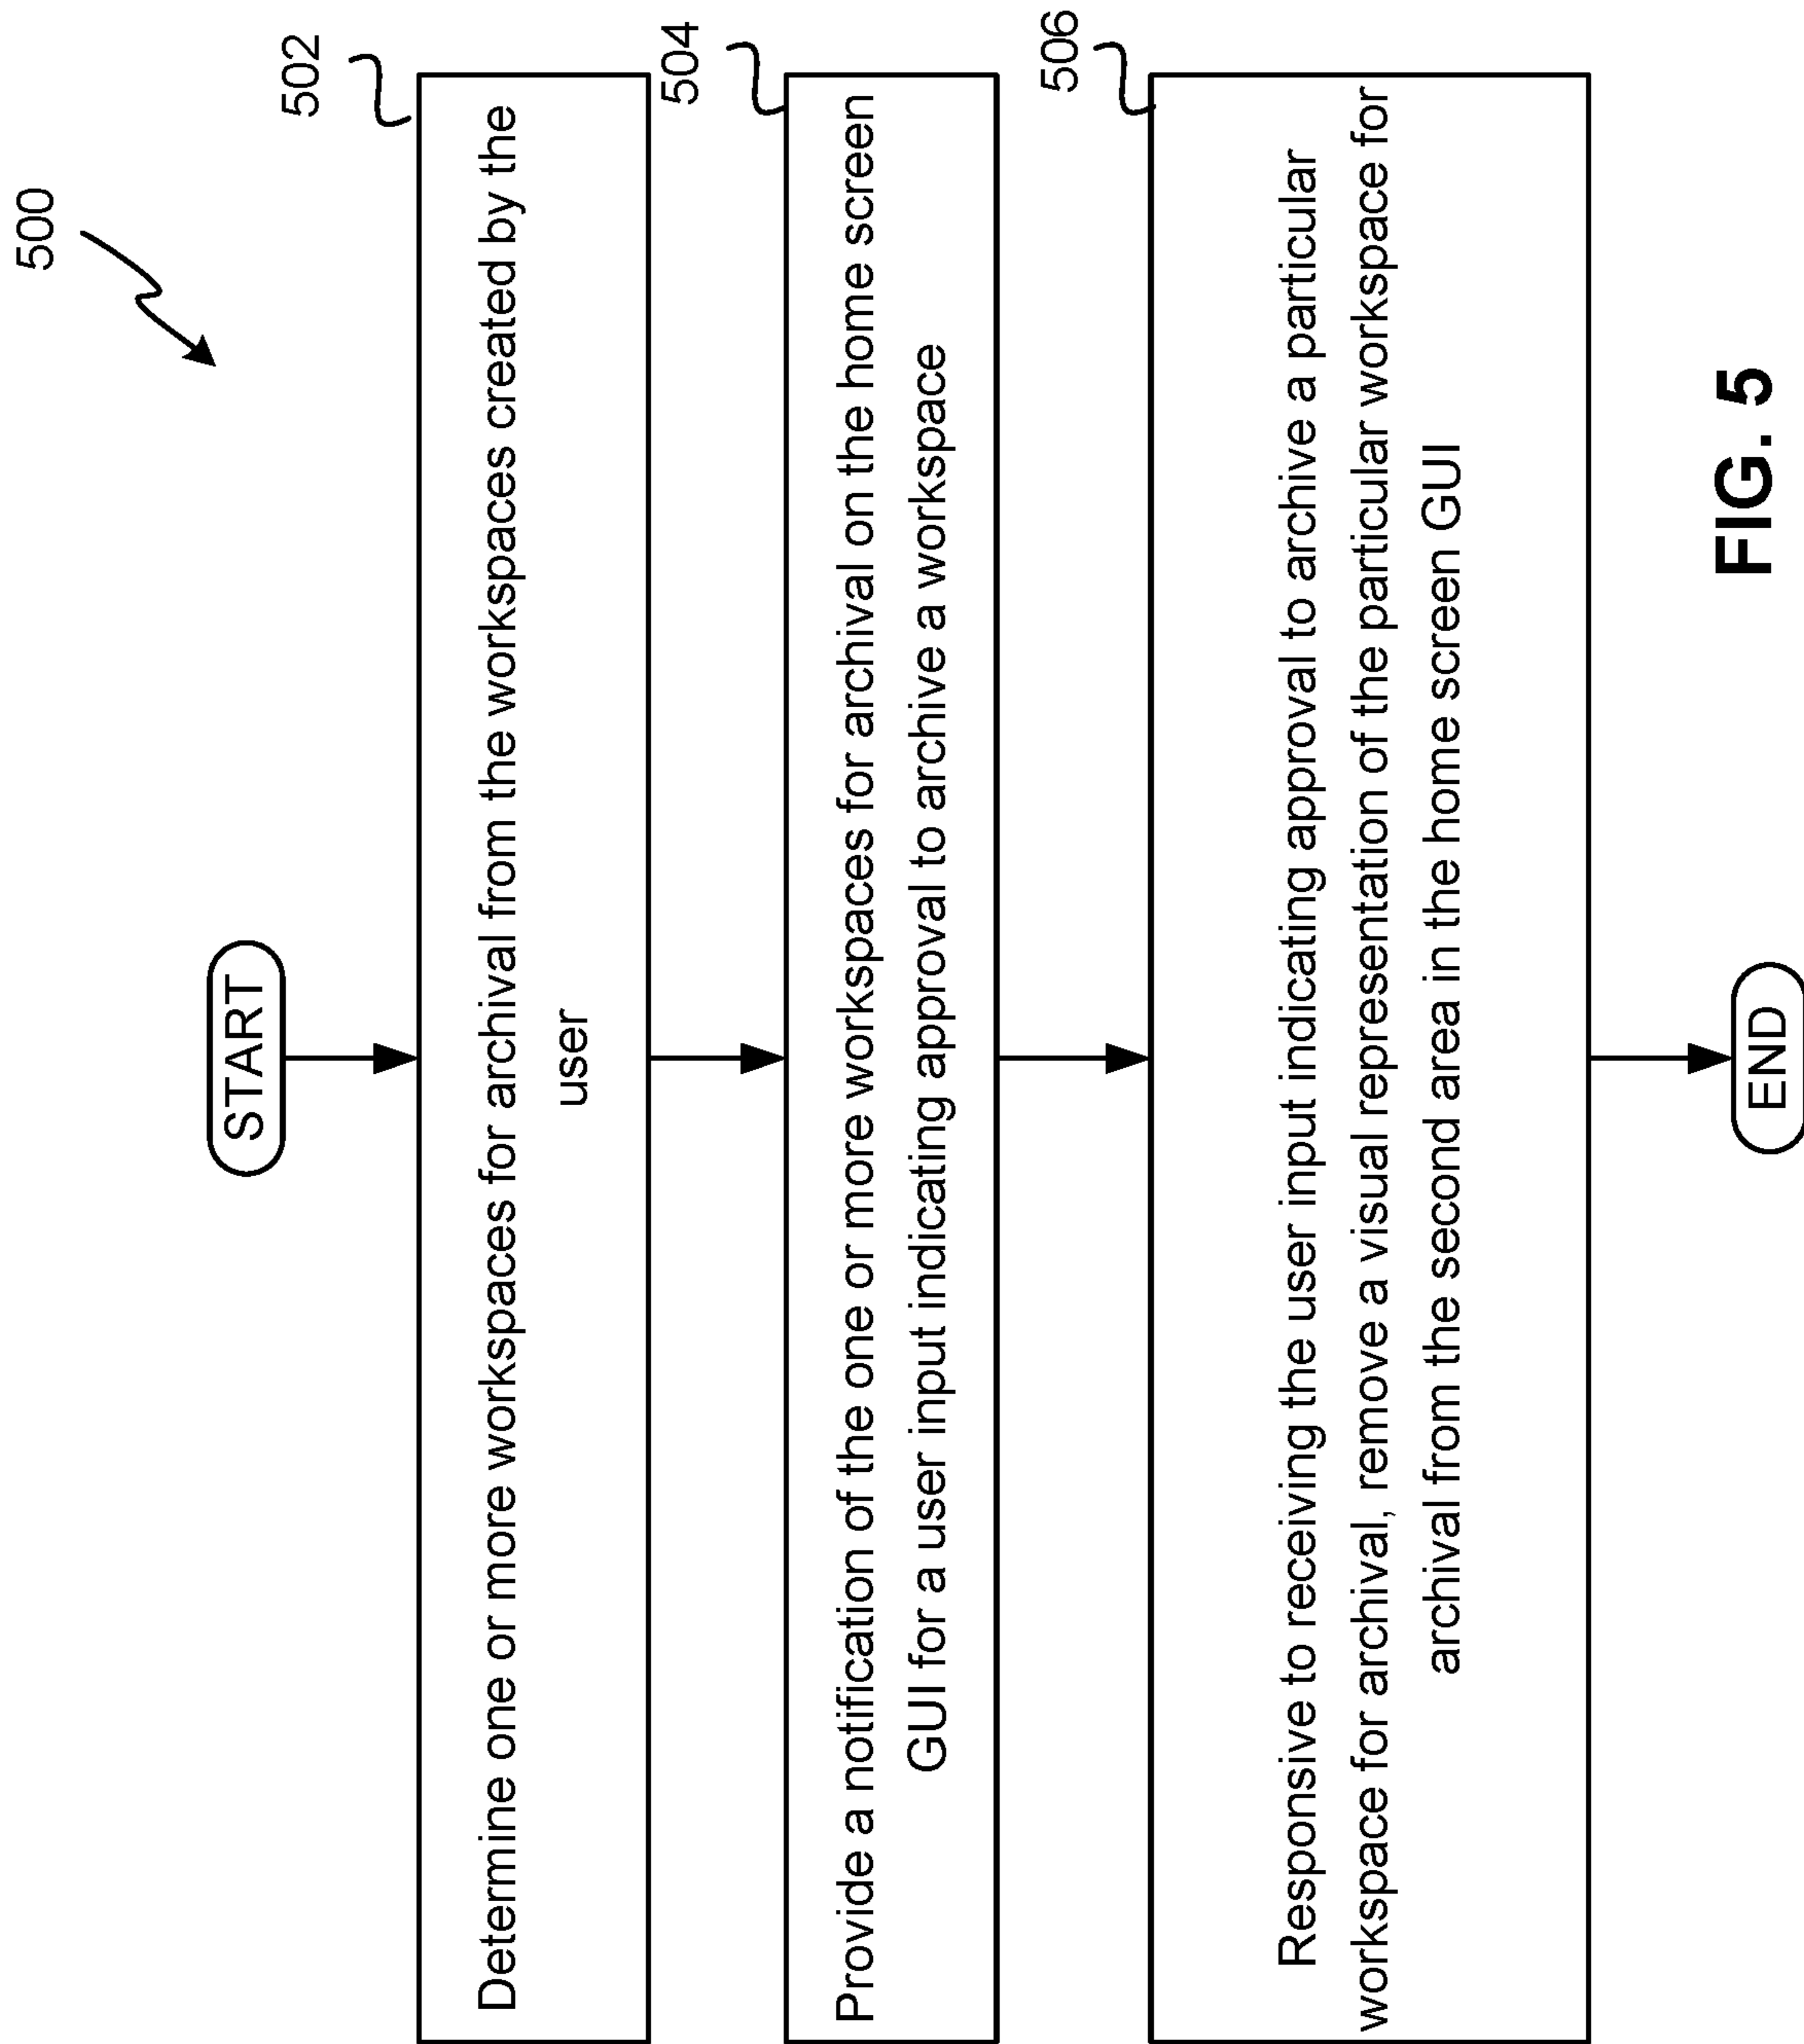 500
START
502
Determine one or more workspaces for archival from the workspaces created by the
user
504
Provide a notification of the one or more workspaces for archival on the home screen
GUI for a user input indicating approval to archive a workspace
506
Responsive to receiving the user input indicating approval to archive a particular
workspace for archival, remove a visual representation of the particular workspace for
archival from the second area in the home screen GUI
END
FIG. 5